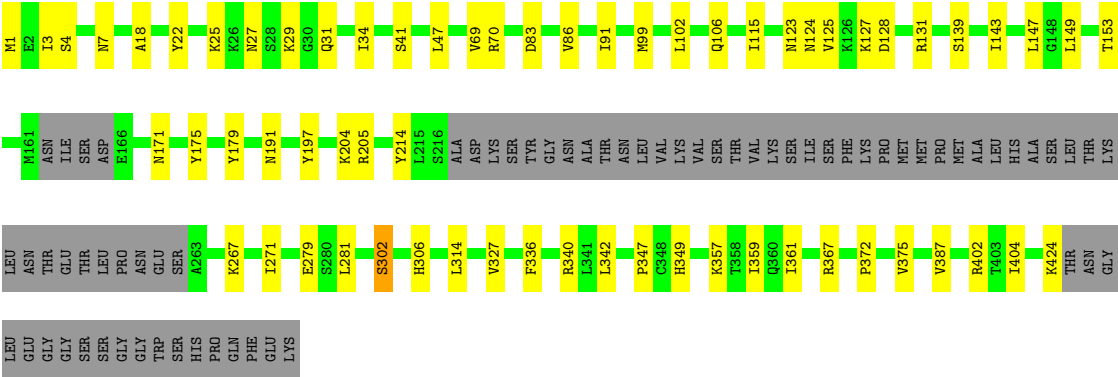 M1 E2 I3 S4 N7 A18 Y22 K25 K26 N27 S28 K29 G30 Q31 I34 S41 L47 V69 R70 D83 V86 I91 M99 L102 Q106 I115 N123 N124 V125 K126 K127 D128 R131 S139 I143 L147 G148 L149 T153
M161 ASN ILE SER ASP E166 N171 Y175 Y179 N191 Y197 K204 R205 Y214 L215 S216 ALA ASP LYS SER TYR GLY ASN ALA THR ASN LEU VAL LYS VAL SER THR VAL LYS SER ILE SER PHE LYS PRO MET MET PRO MET ALA LEU HIS ALA SER LEU THR LYS
LEU ASN THR GLU THR LEU PRO ASN GLU SER A263 K267 I271 E279 S280 L281 S302 H306 L314 V327 F336 R340 L341 L342 P347 C348 H349 K357 T358 I359 Q360 I361 R367 P372 V375 V387 R402 T403 I404 K424 THR ASN GLY
LEU GLU GLY GLY SER SER GLY GLY TRP SER HIS PRO GLN PHE GLU LYS